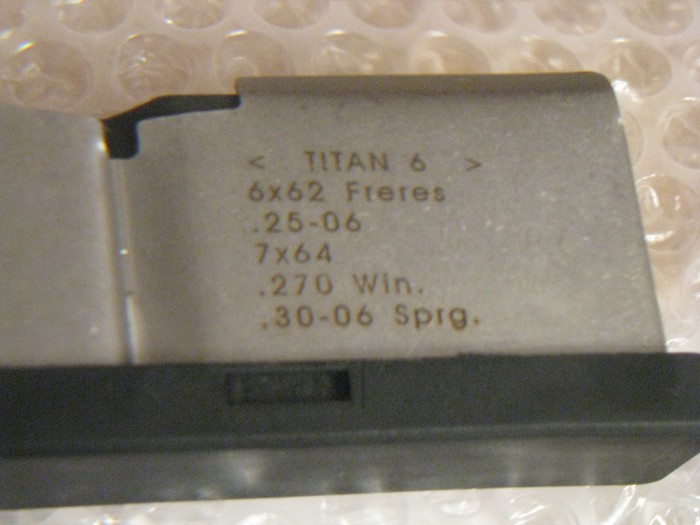 < TITAN 6 >
6x62 Freres
.25-06
7x64
.270 Win.
.30-06 Sprg.